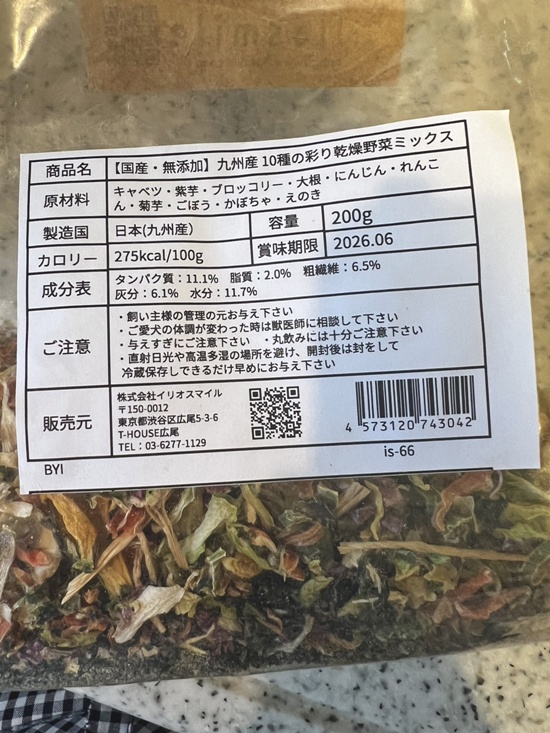 商品名 【国産・無添加】九州産 10種の彩り乾燥野菜ミックス
原材料 キャベツ・紫芋・ブロッコリー・大根・にんじん・れんこ
ん・菊芋・ごぼう・かぼちゃ・えのき
製造国 日本(九州産) 容量 200g
カロリー 275kcal/100g 賞味期限 2026.06
成分表 タンパク質:11.1% 脂質:2.0% 粗繊維:6.5%
灰分:6.1% 水分:11.7%
ご注意
・飼い主様の管理の元お与え下さい
・ご愛犬の体調が変わった時は獣医師に相談して下さい
・与えすぎにご注意下さい ・丸飲みには十分ご注意下さい
・直射日光や高温多湿の場所を避け、開封後は封をして
冷蔵保存しできるだけ早めにお与え下さい
販売元
株式会社イリオスマイル
〒150-0012
東京都渋谷区広尾5-3-6
T-HOUSE広尾
TEL:03-6277-1129
4 573120 743042
BYI
is-66